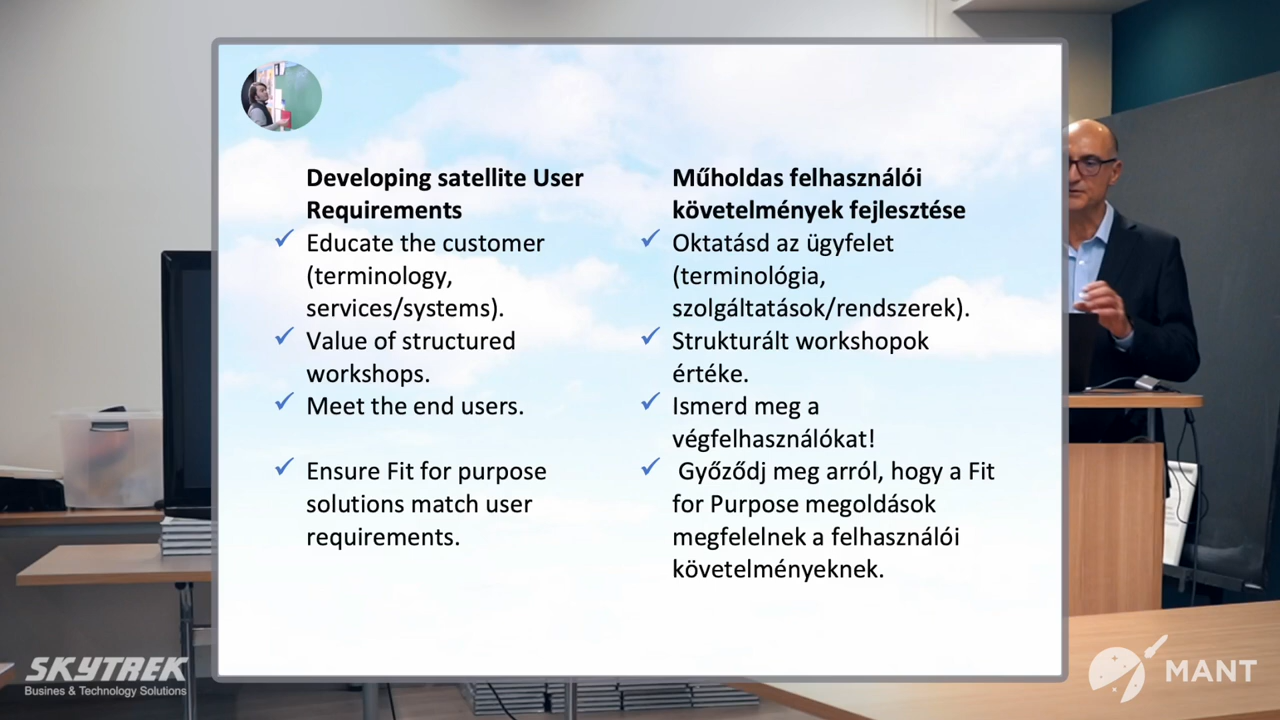 Developing satellite User
Requirements
✓ Educate the customer
(terminology,
services/systems).
✓ Value of structured
workshops.
✓ Meet the end users.
✓ Ensure Fit for purpose
solutions match user
requirements.
Műholdas felhasználói
követelmények fejlesztése
✓ Oktatásd az ügyfelet
(terminológia,
szolgáltatások/rendszerek).
✓ Strukturált workshopok
értéke.
✓ Ismerd meg a
végfelhasználókat!
✓ Győződj meg arról, hogy a Fit
for Purpose megoldások
megfelelnek a felhasználói
követelményeknek.
SKYTREK
Busines & Technology Solutions
MANT